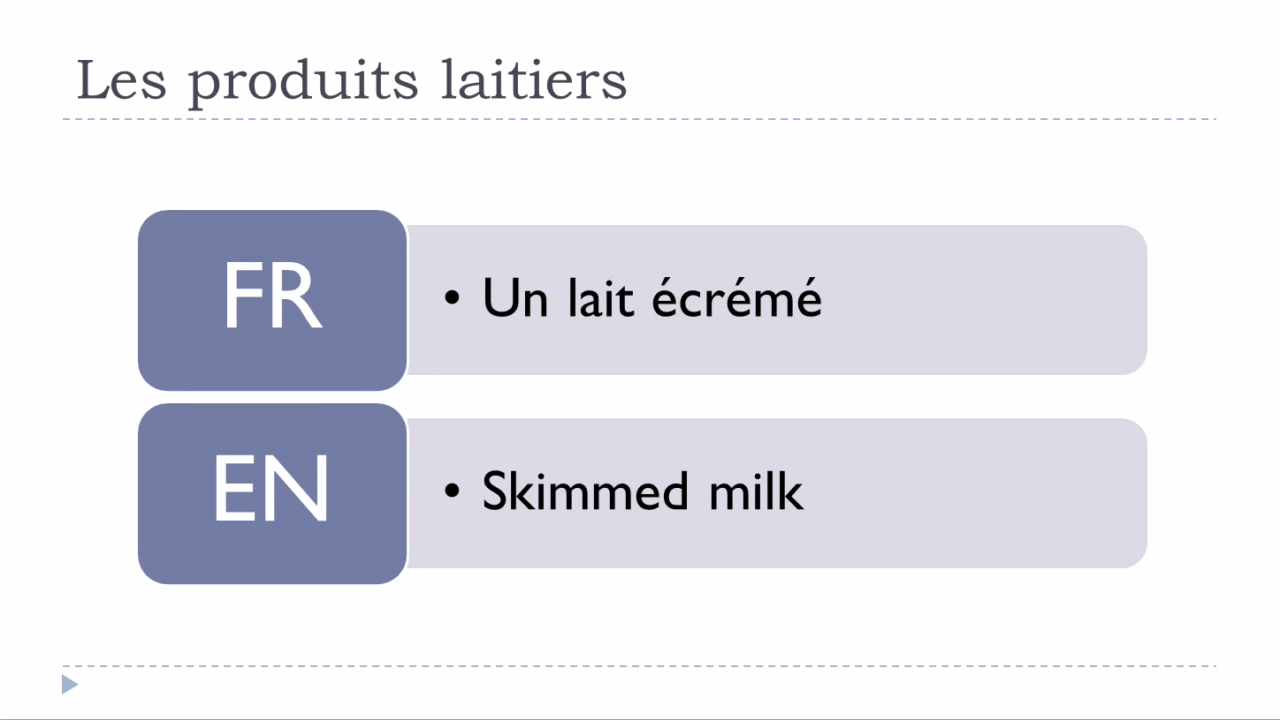 Les produits laitiers
FR
• Un lait écrémé
EN
• Skimmed milk